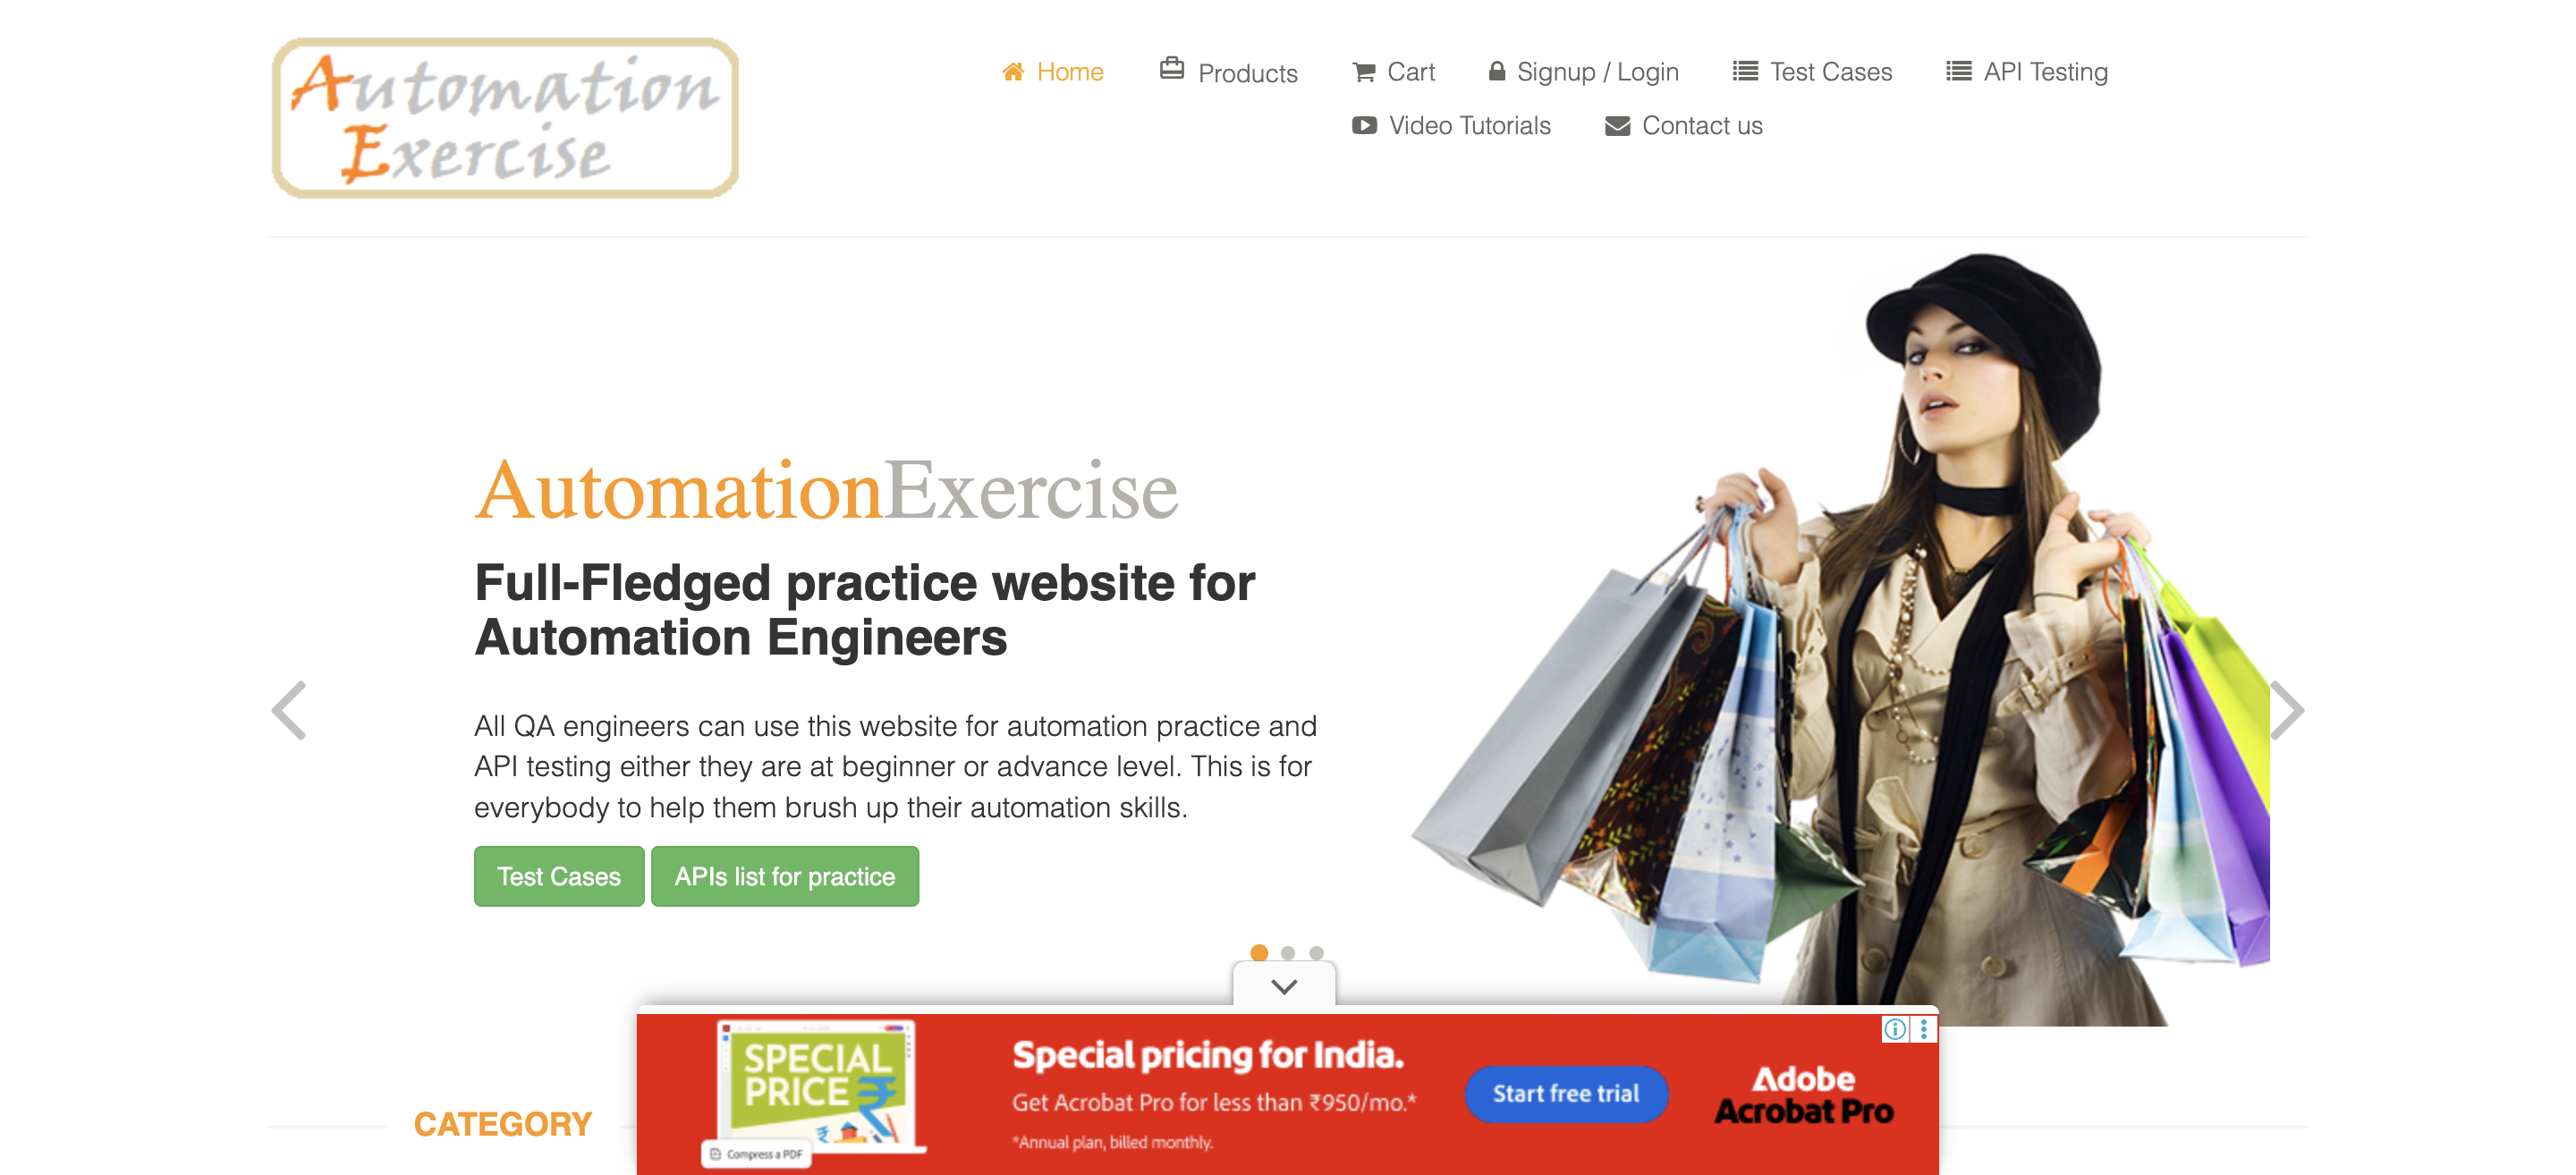 Automation
Exercise
Home Products Cart Signup / Login Test Cases API Testing
Video Tutorials Contact us
AutomationExercise
Full-Fledged practice website for
Automation Engineers
All QA engineers can use this website for automation practice and
API testing either they are at beginner or advance level. This is for
everybody to help them brush up their automation skills.
Test Cases APIs list for practice
CATEGORY
SPECIAL
PRICE
Compress a PDF
Special pricing for India.
Get Acrobat Pro for less than ₹950/mo.*
*Annual plan, billed monthly.
Start free trial
Adobe
Acrobat Pro